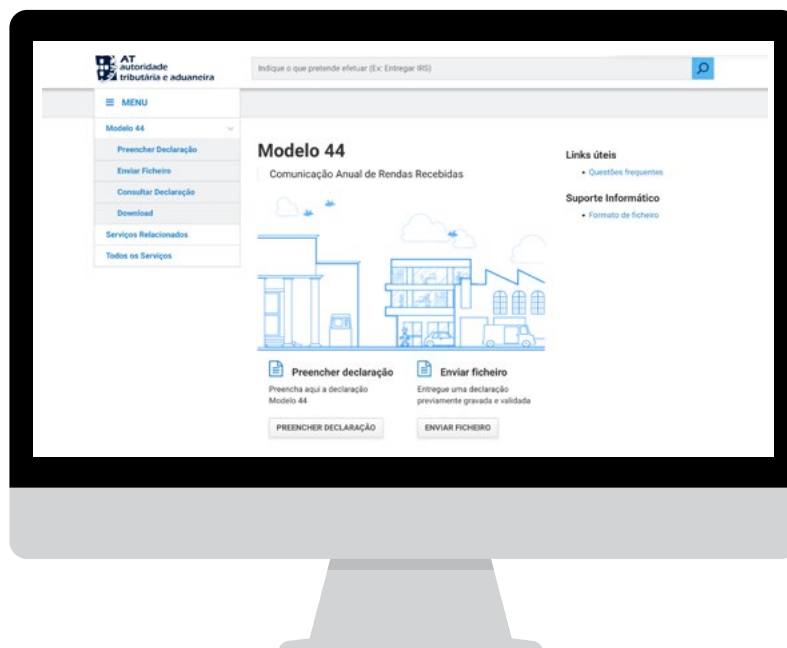 AT
autoridade
tributária e aduaneira
Indique o que pretende efetuar (Ex: Entregar IRS)
MENU
Modelo 44
Preencher Declaração
Enviar Ficheiro
Consultar Declaração
Download
Serviços Relacionados
Todos os Serviços
Modelo 44
Comunicação Anual de Rendas Recebidas
Preencher declaração
Preencha aqui a declaração
Modelo 44
PREENCHER DECLARAÇÃO
Enviar ficheiro
Entregue uma declaração
previamente gravada e validada
ENVIAR FICHEIRO
Links úteis
• Questões frequentes
Suporte Informático
• Formato de ficheiro